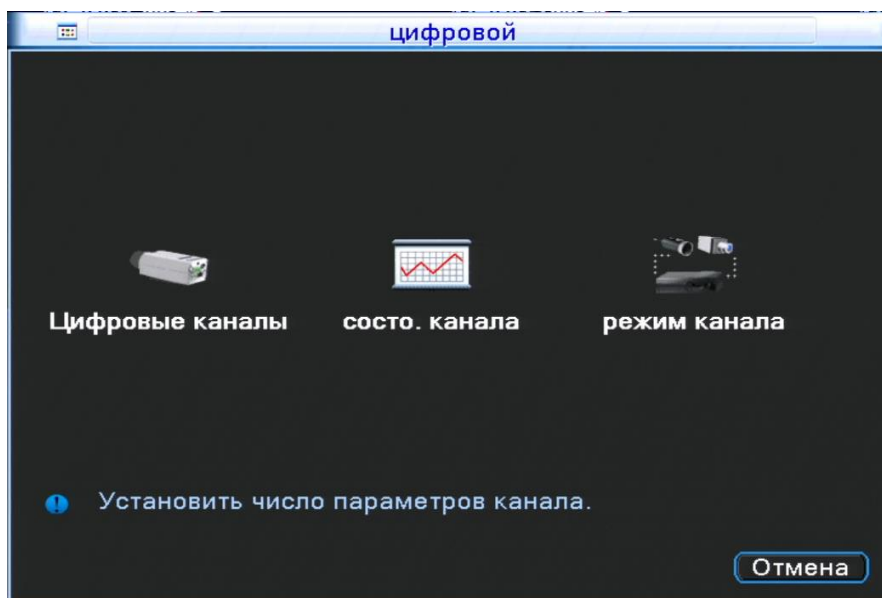 цифровой
Цифровые каналы
состо. канала
режим канала
Установить число параметров канала.
Отмена